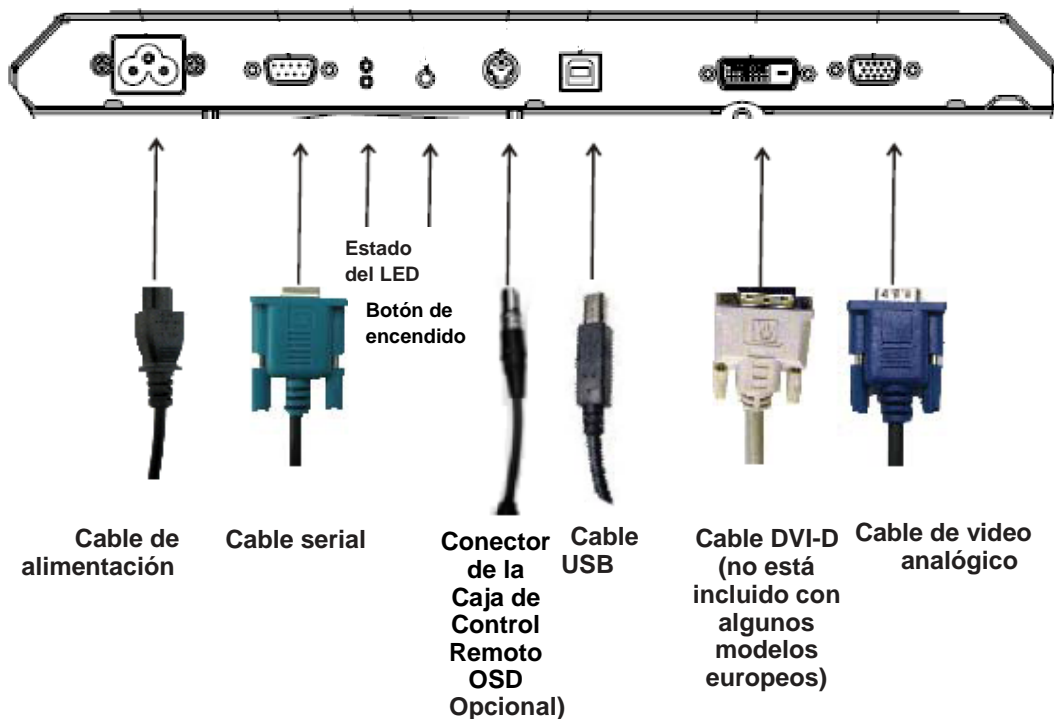 Estado
del LED
Botón de
encendido
Cable de
alimentación
Cable serial
Conector
de la
Caja de
Control
Remoto
OSD
Opcional)
Cable
USB
Cable DVI-D
(no está
incluido con
algunos
modelos
europeos)
Cable de video
analógico